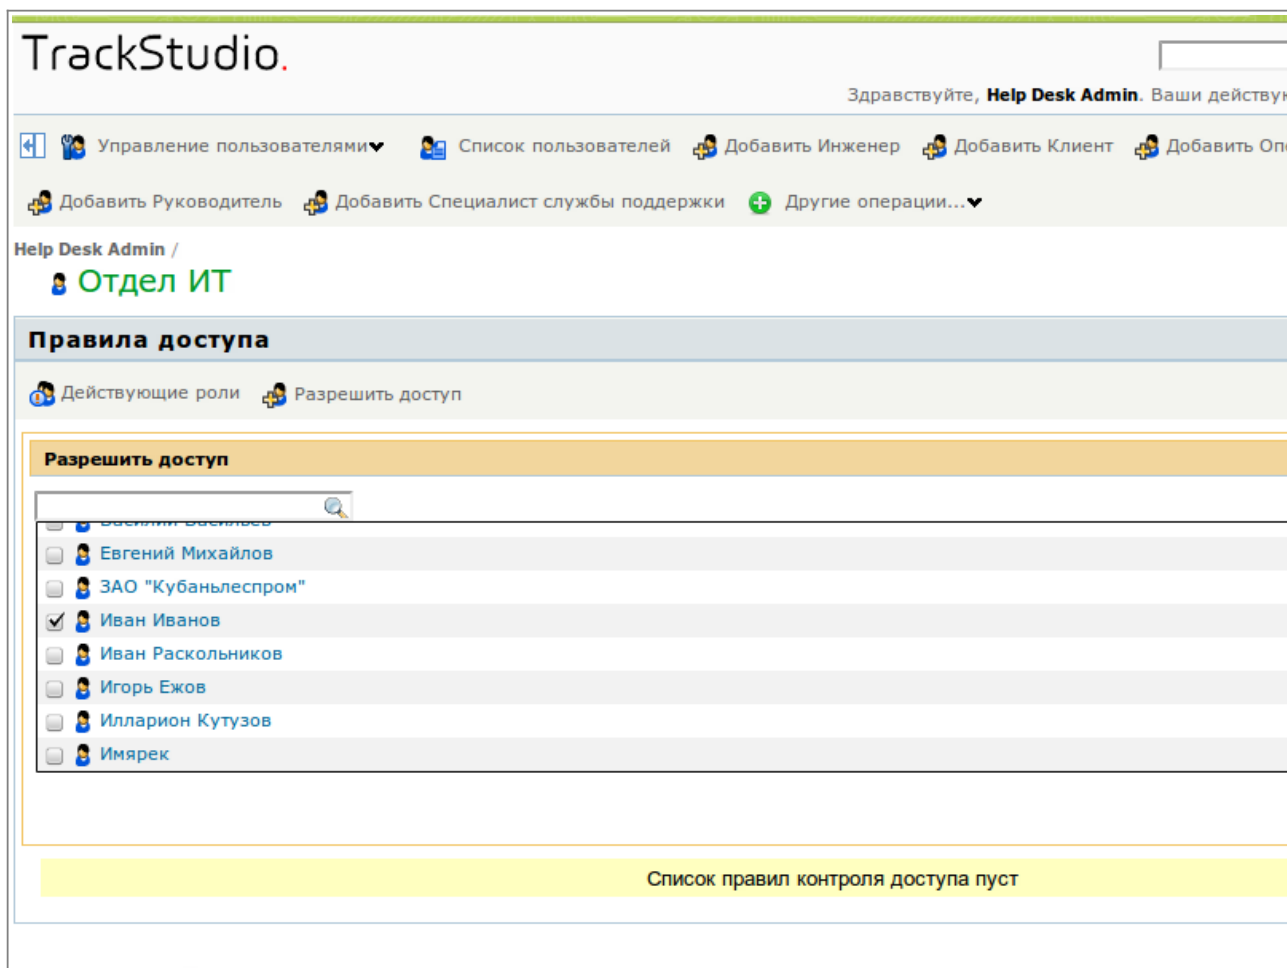 TrackStudio.
Здравствуйте, Help Desk Admin. Ваши
Управление пользователями Список пользователей Добавить Инженер Добавить Клиент Добавить
Добавить Руководитель Добавить Специалист службы поддержки Другие операции...
Help Desk Admin /
Отдел ИТ
Правила доступа
Действующие роли Разрешить доступ
Разрешить доступ
Евгений Михайлов
ЗАО "Кубаньлеспром"
Иван Иванов
Иван Раскольников
Игорь Ежов
Илларион Кутузов
Имярек
Список правил контроля доступа пуст